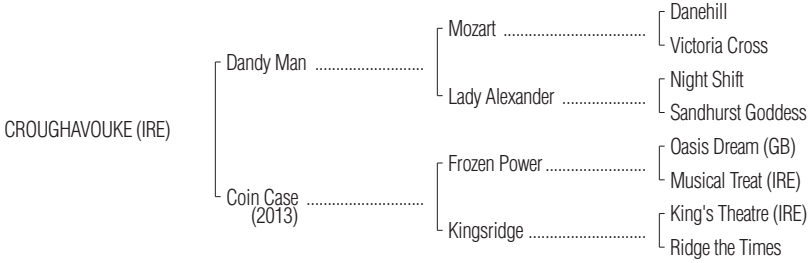 Danehill
Mozart ....................................
Victoria Cross
Dandy Man ...........................
Night Shift
Lady Alexander .....................
Sandhurst Goddess
CROUGHAVOUKE (IRE)
Oasis Dream (GB)
Frozen Power .........................
Musical Treat (IRE)
Coin Case .............................
(2013)
King's Theatre (IRE)
Kingsridge .............................
Ridge the Times